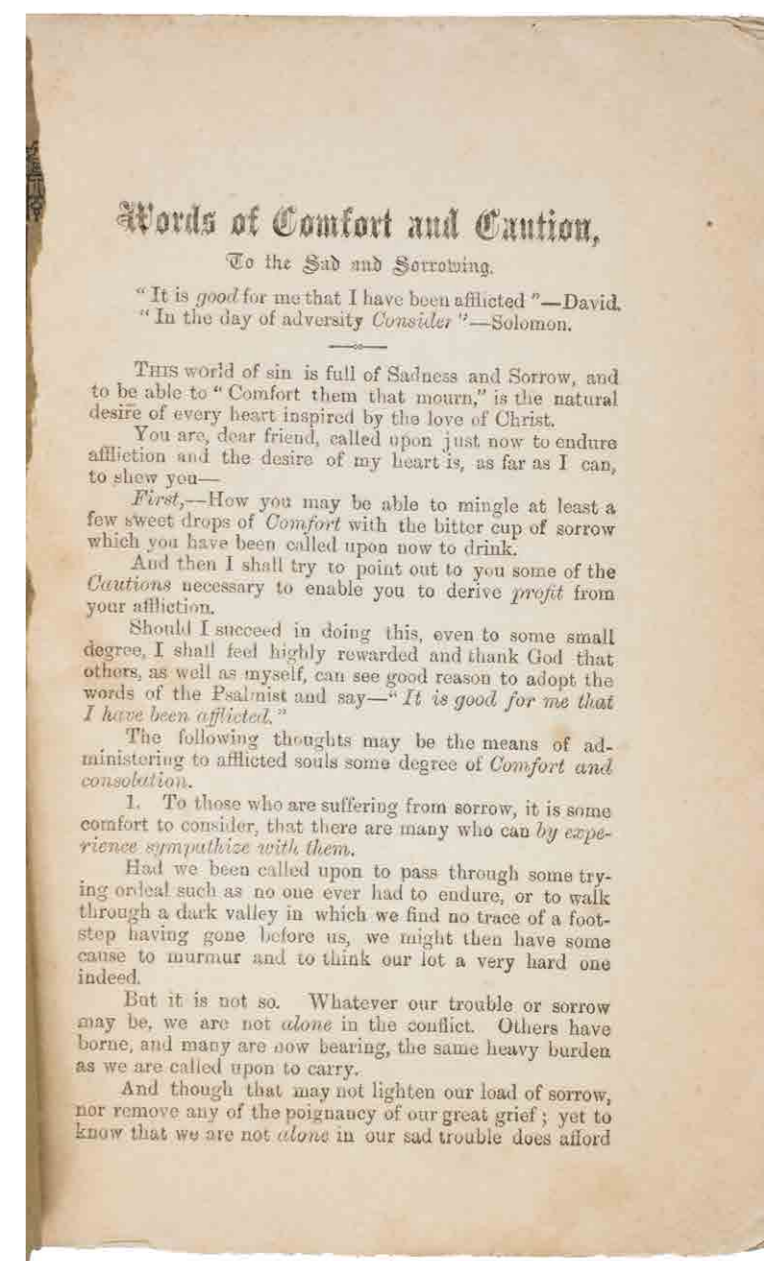 Words of Comfort and Caution,
To the Sad and Sorrowing.
“It is good for me that I have been afflicted”—David.
“In the day of adversity Consider”—Solomon.
THIS world of sin is full of Sadness and Sorrow, and
to be able to “Comfort them that mourn,” is the natural
desire of every heart inspired by the love of Christ.
You are, dear friend, called upon just now to endure
affliction and the desire of my heart is, as far as I can,
to shew you—
First,—How you may be able to mingle at least a
few sweet drops of Comfort with the bitter cup of sorrow
which you have been called upon now to drink.
And then I shall try to point out to you some of the
Cautions necessary to enable you to derive profit from
your affliction.
Should I succeed in doing this, even to some small
degree, I shall feel highly rewarded and thank God that
others, as well as myself, can see good reason to adopt the
words of the Psalmist and say—“It is good for me that
I have been afflicted.”
The following thoughts may be the means of ad-
ministering to afflicted souls some degree of Comfort and
consolation.
1. To those who are suffering from sorrow, it is some
comfort to consider, that there are many who can by expe-
rience sympathize with them.
Had we been called upon to pass through some try-
ing ordeal such as no one ever had to endure, or to walk
through a dark valley in which we find no trace of a foot-
step having gone before us, we might then have some
cause to murmur and to think our lot a very hard one
indeed.
But it is not so. Whatever our trouble or sorrow
may be, we are not alone in the conflict. Others have
borne, and many are now bearing, the same heavy burden
as we are called upon to carry.
And though that may not lighten our load of sorrow,
nor remove any of the poignancy of our great grief; yet to
know that we are not alone in our sad trouble does afford